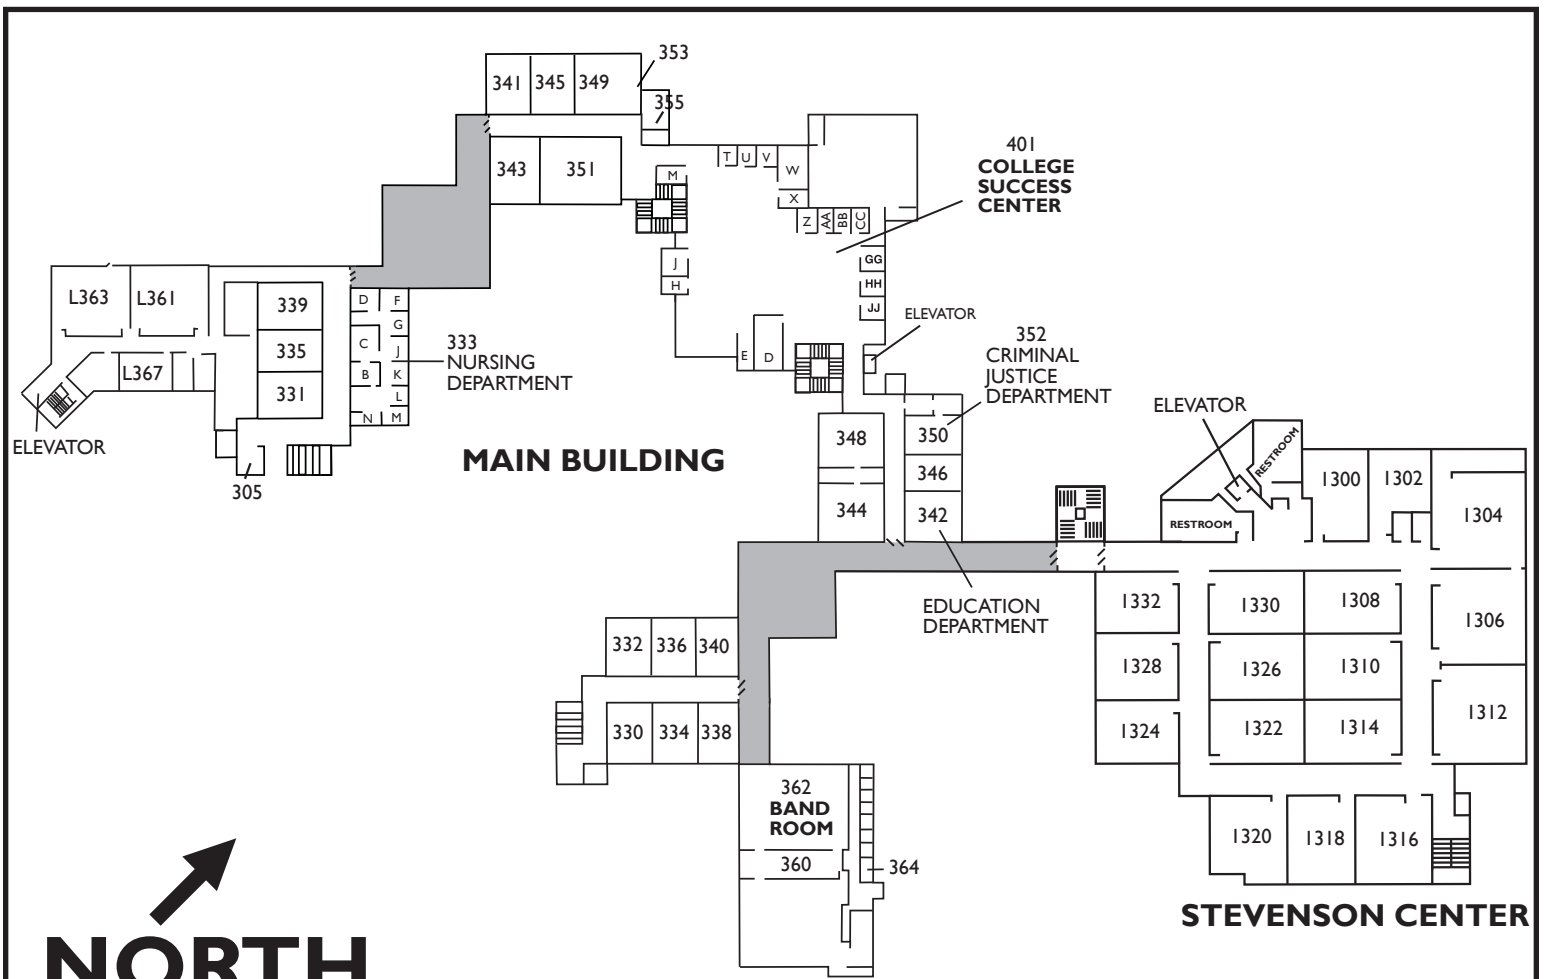 353
341 345 349
355
343 351
M
T U V
W
X
Z AA BB CC
401
COLLEGE
SUCCESS
CENTER
GG
HH
JJ
J
H
E D
ELEVATOR
L363 L361
339
335
331
L367
D F
G
C
J
B K
L
N M
333
NURSING
DEPARTMENT
ELEVATOR
305
MAIN BUILDING
352
CRIMINAL
JUSTICE
DEPARTMENT
348
350
346
344
342
EDUCATION
DEPARTMENT
ELEVATOR
RESTROOM
RESTROOM
1300 1302
1304
1332 1330 1308
1306
1328 1326 1310
1312
1324 1322 1314
1320 1318 1316
STEVENSON CENTER
332 336 340
330 334 338
362
BAND
ROOM
360
364
NORTH